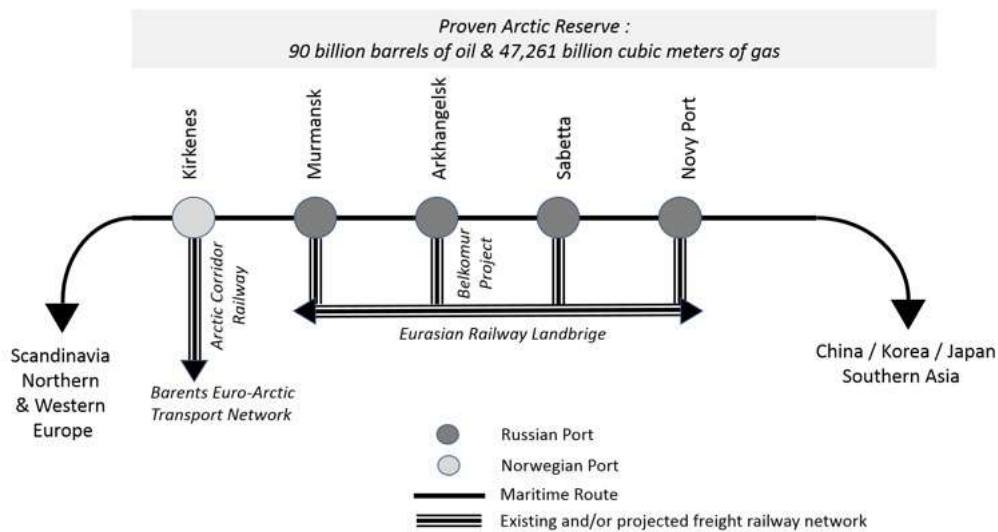 Proven Arctic Reserve :
90 billion barrels of oil & 47,261 billion cubic meters of gas
Kirkenes
Murmansk
Arkhangelsk
Sabetta
Novy Port
Arctic Corridor
Railway
Belkomur
Project
Eurasian Railway Landbrige
Scandinavia
Northern
& Western
Europe
Barents Euro-Arctic
Transport Network
China / Korea / Japan
Southern Asia
Russian Port
Norwegian Port
Maritime Route
Existing and/or projected freight railway network